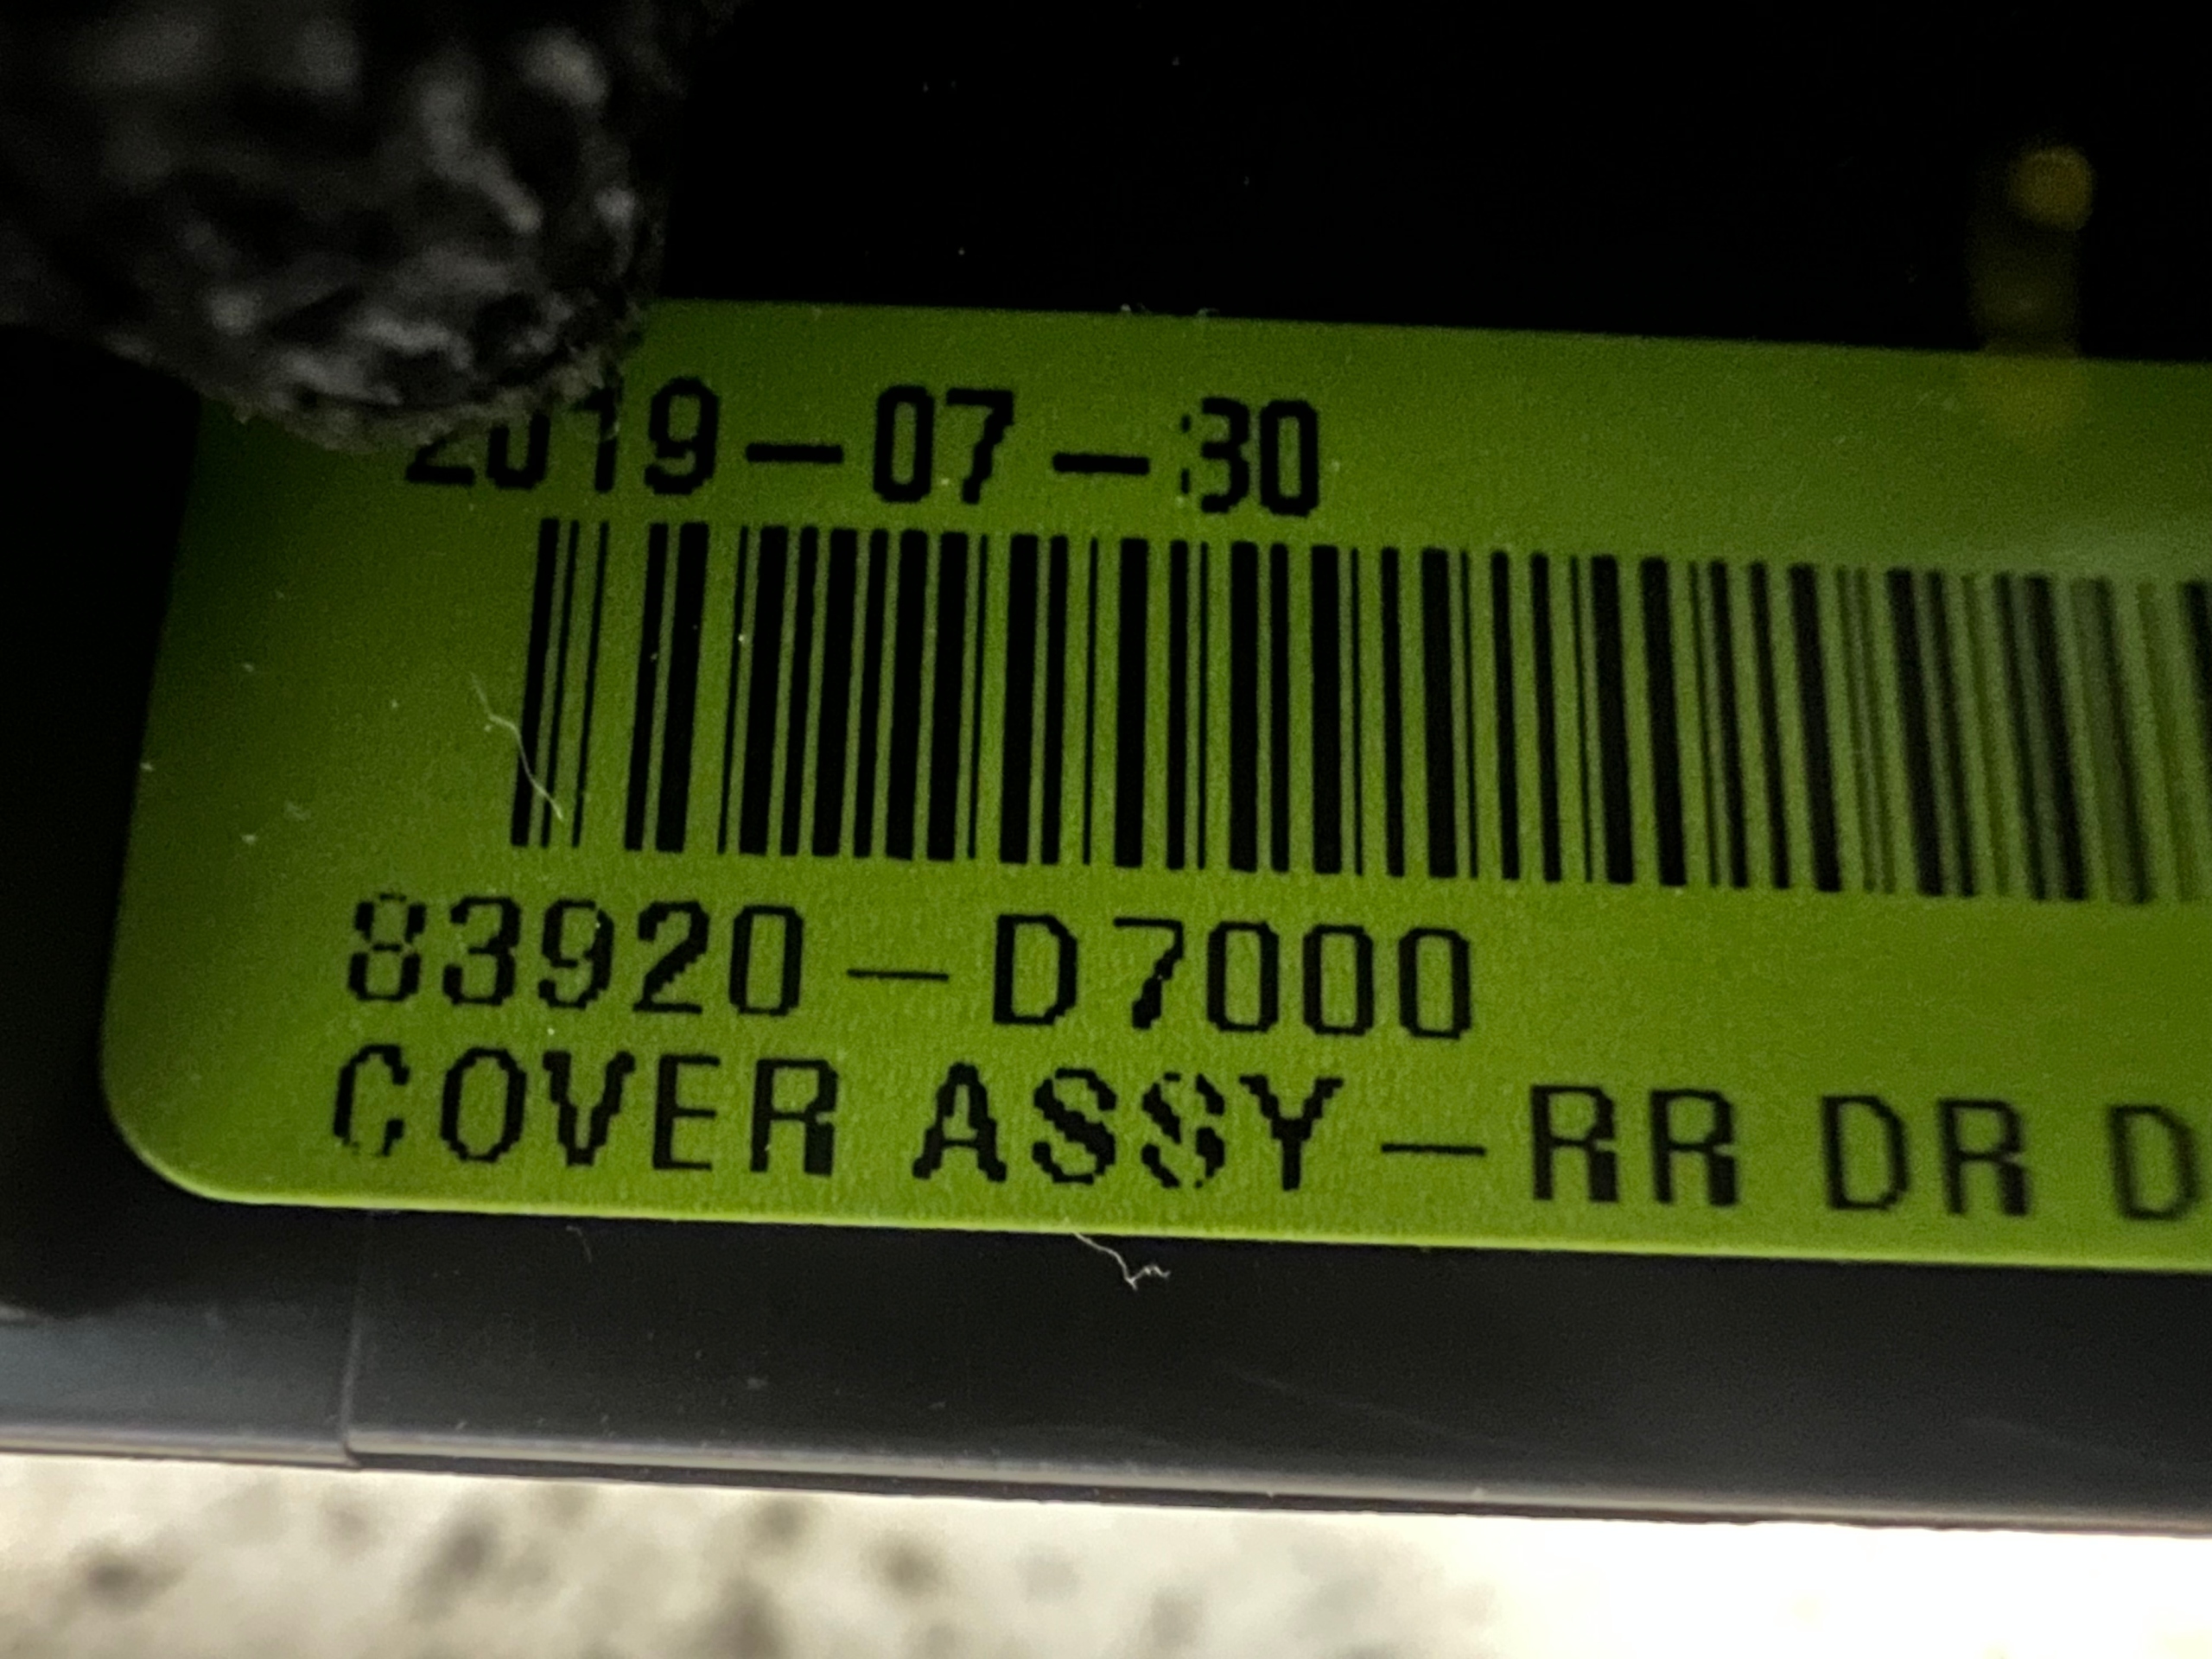 2019-07-30
83920-D7000
COVER ASSY-RR DR D